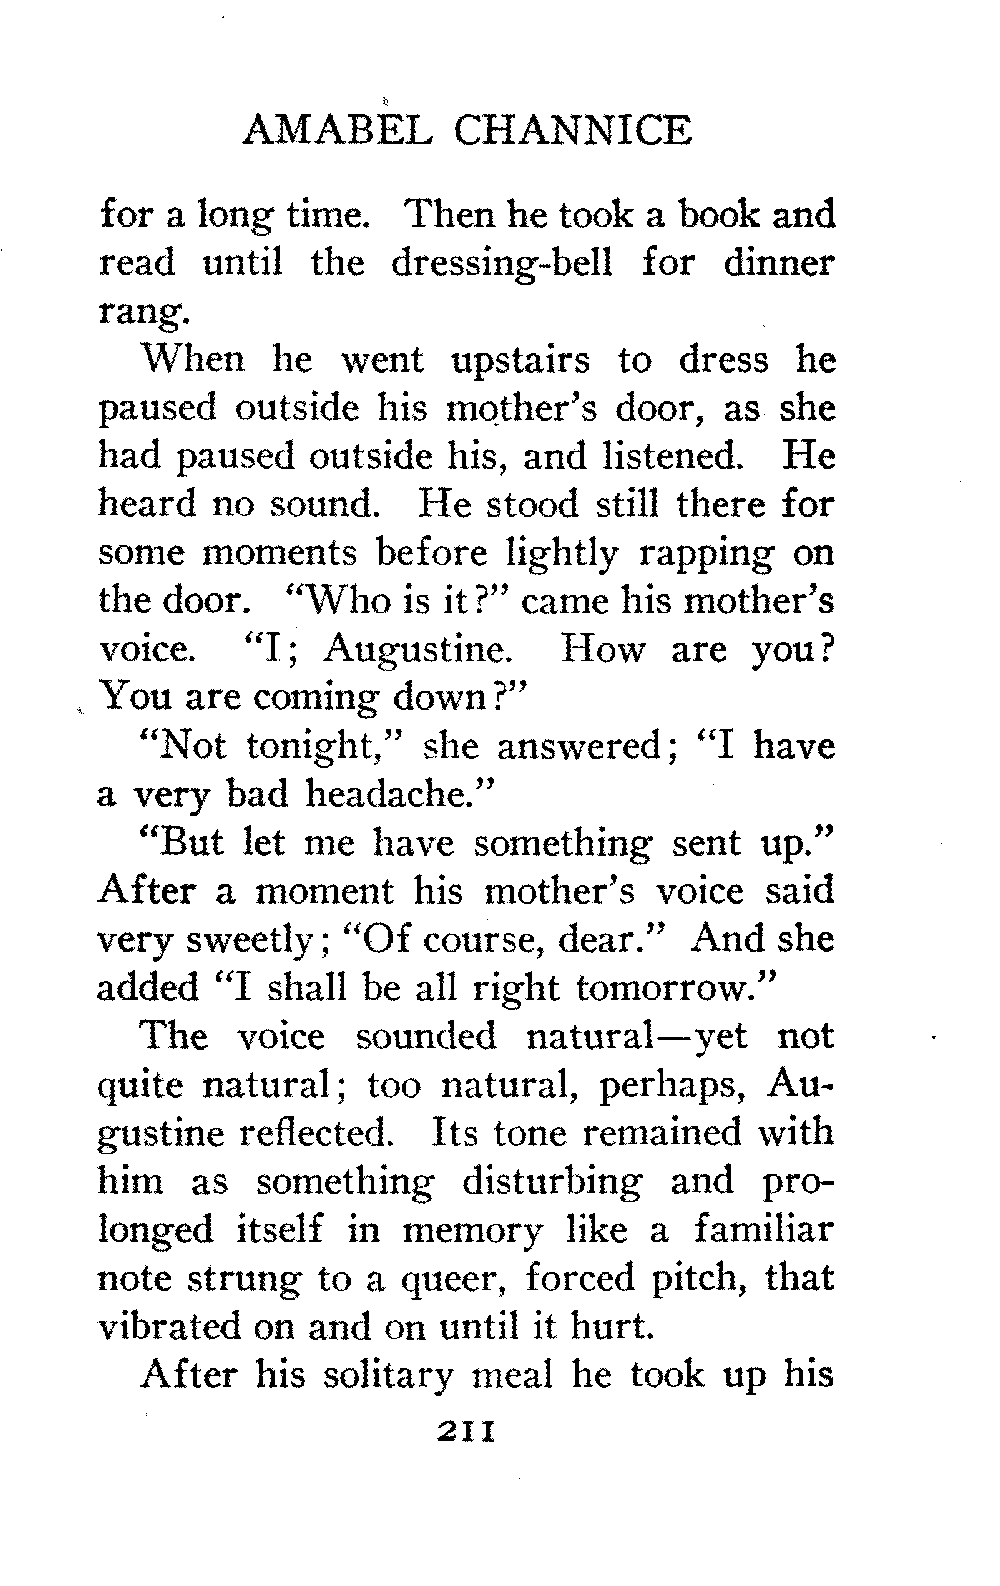 AMABEL CHANNICE
for a long time. Then he took a book and
read until the dressing-bell for dinner
rang.
When he went upstairs to dress he
paused outside his mother's door, as she
had paused outside his, and listened. He
heard no sound. He stood still there for
some moments before lightly rapping on
the door. “Who is it?” came his mother's
voice. “I; Augustine. How are you?
You are coming down?”
“Not tonight,” she answered; “I have
a very bad headache.”
“But let me have something sent up.”
After a moment his mother's voice said
very sweetly; “Of course, dear.” And she
added “I shall be all right tomorrow.”
The voice sounded natural—yet not
quite natural; too natural, perhaps, Au-
gustine reflected. Its tone remained with
him as something disturbing and pro-
longed itself in memory like a familiar
note strung to a queer, forced pitch, that
vibrated on and on until it hurt.
After his solitary meal he took up his
211